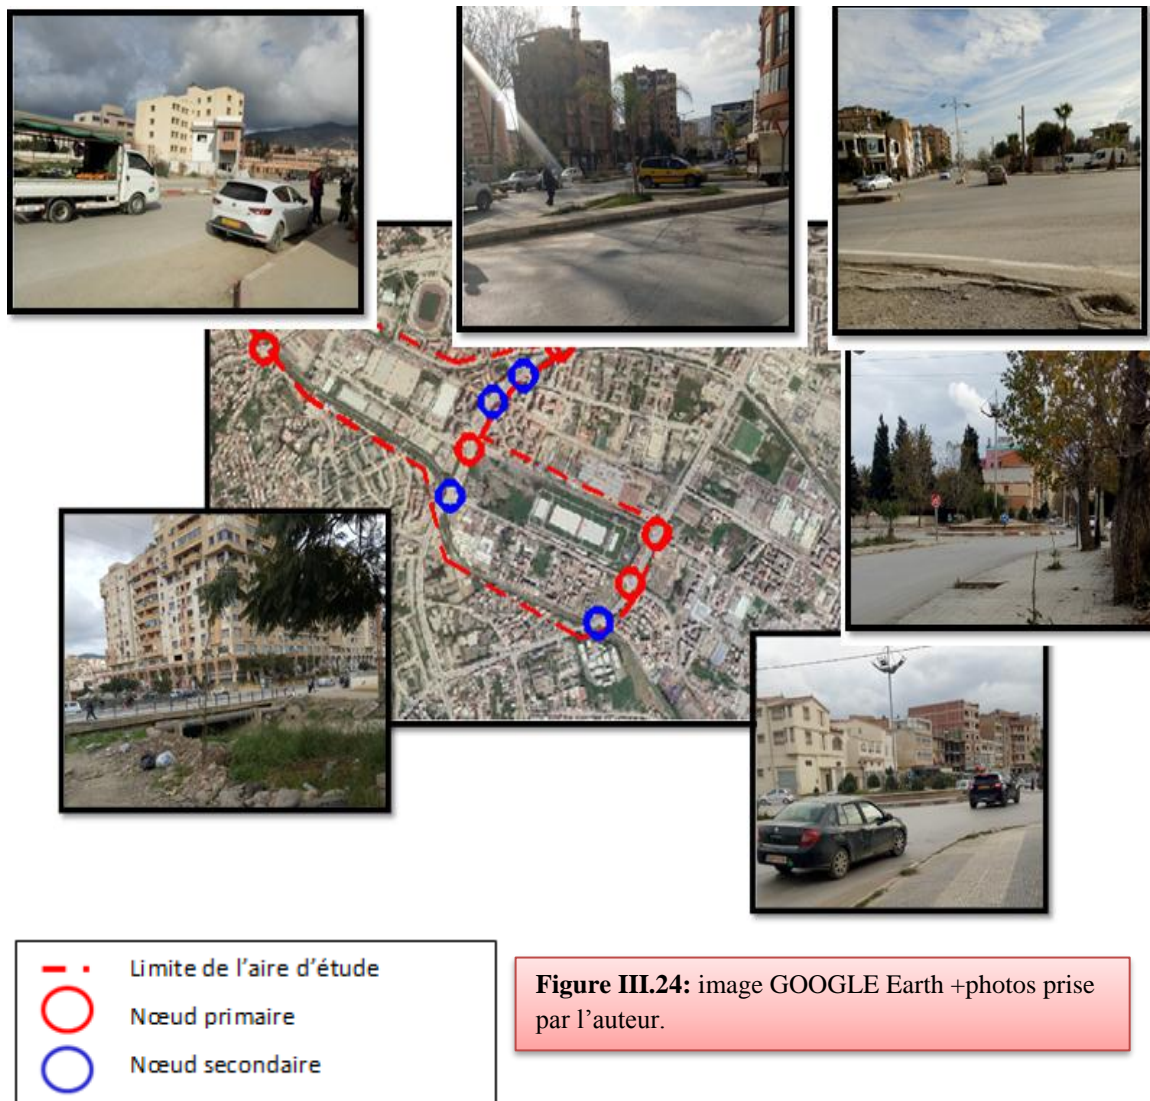 Limite de l'aire d'étude
Nœud primaire
Nœud secondaire
Figure III.24: image GOOGLE Earth +photos prise
par l'auteur.